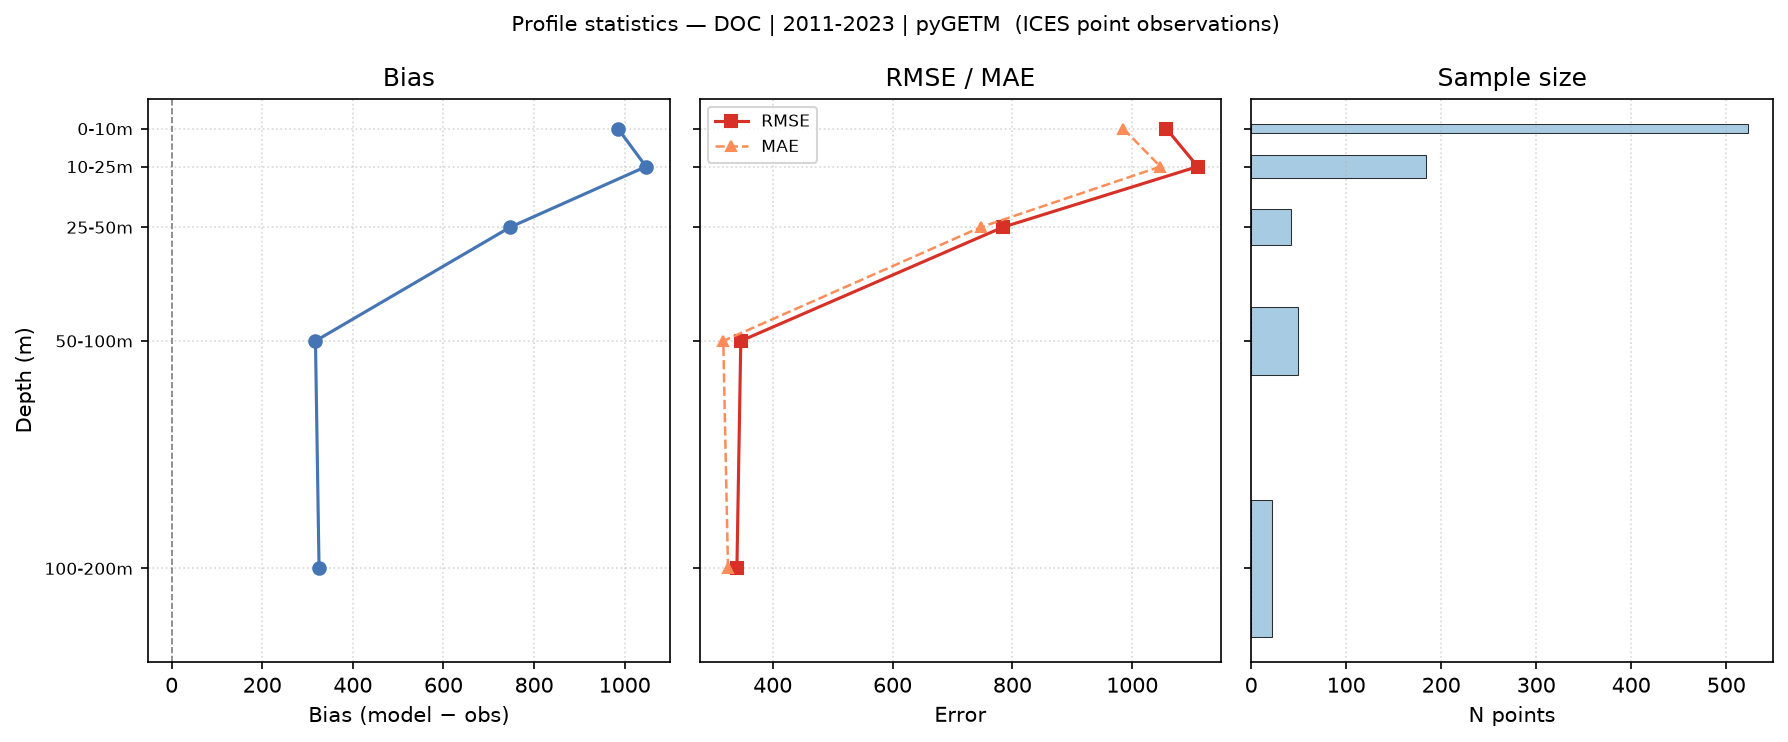 Profile statistics — DOC | 2011-2023 | pyGETM  (ICES point observations)
Bias
RMSE / MAE
Sample size
RMSE
MAE
Depth (m)
0-10m
10-25m
25-50m
50-100m
100-200m
0 200 400 600 800 1000
400 600 800 1000
0 100 200 300 400 500
Bias (model − obs)
Error
N points